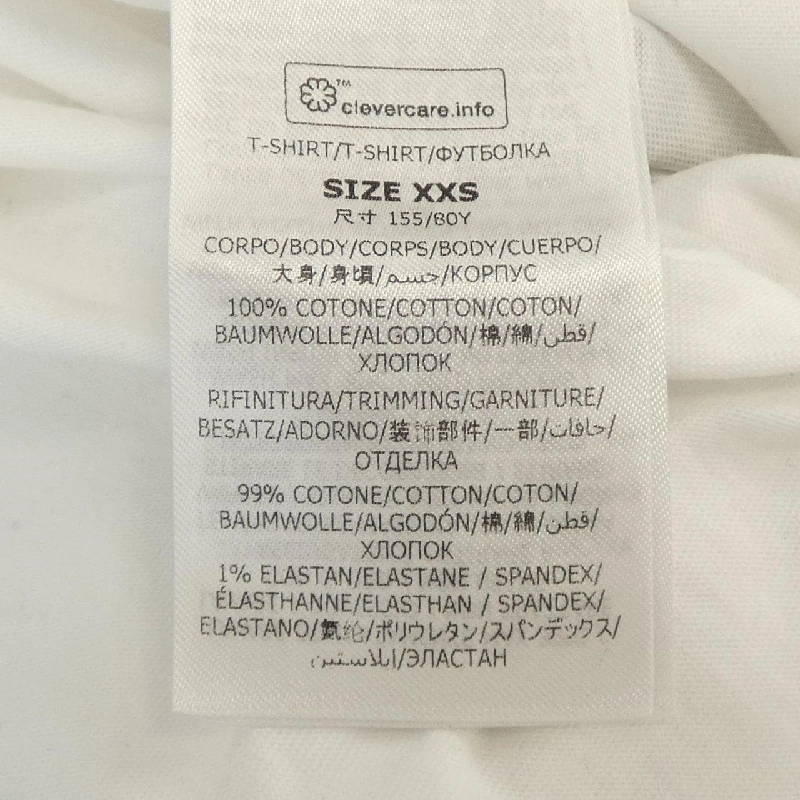 clevercare.info™
T-SHIRT/T-SHIRT/ФУТБОЛКА
SIZE XXS
尺寸 155/80Y
CORPO/BODY/CORPS/BODY/CUERPO/
大身/身頃/جسم/КОРПУС
100% COTONE/COTTON/COTON/
BAUMWOLLE/ALGODÓN/棉/綿/قطن/
ХЛОПОК
RIFINITURA/TRIMMING/GARNITURE/
BESATZ/ADORNO/装饰部件/一部/حافات/
ОТДЕЛКА
99% COTONE/COTTON/COTON/
BAUMWOLLE/ALGODÓN/棉/綿/قطن/
ХЛОПОК
1% ELASTAN/ELASTANE / SPANDEX/
ÉLASTHANNE/ELASTHAN / SPANDEX/
ELASTANO/氨纶/ポリウレタン/スパンデックス/
إيلاستين/ЭЛАСТАН